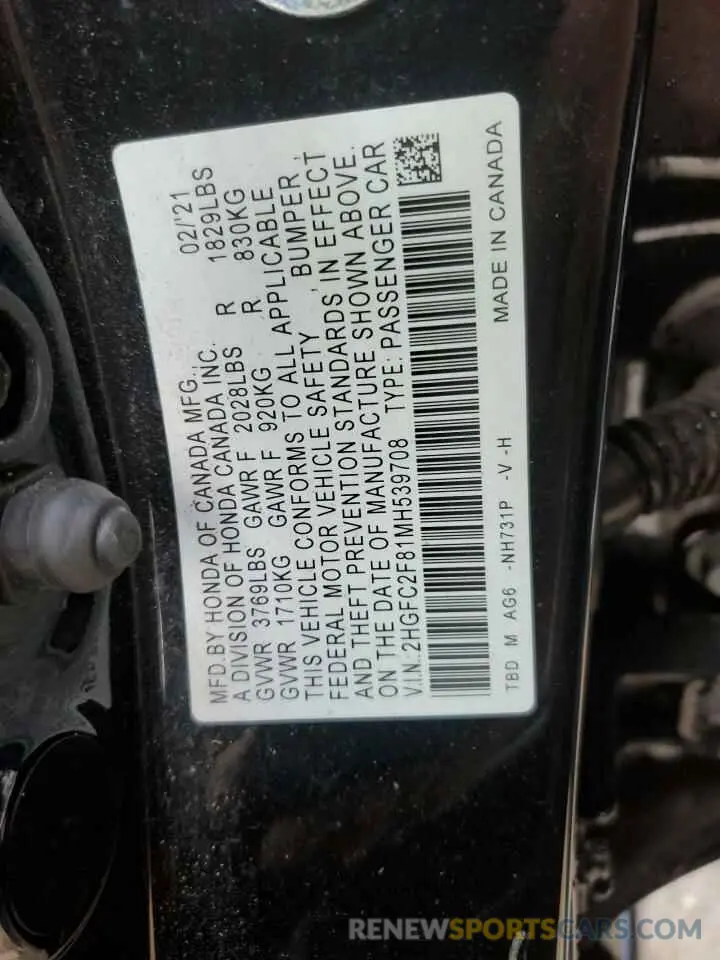 MFD.BY HONDA OF CANADA MFG., 02/'21
A DIVISION OF HONDA CANADA INC.
GVWR 3769LBS GAWR F 2028LBS R 1829LBS
GVWR 1710KG GAWR F 920KG R 830KG
THIS VEHICLE CONFORMS TO ALL APPLICABLE
FEDERAL MOTOR VEHICLE SAFETY , BUMPER ,
AND THEFT PREVENTION STANDARDS IN EFFECT
ON THE DATE OF MANUFACTURE SHOWN ABOVE.
V.I.N.:2HGFC2F81MH539708 TYPE: PASSENGER CAR
TBD M AG6 -NH731P -V -H MADE IN CANADA
RENEWSPORTSCARS.COM